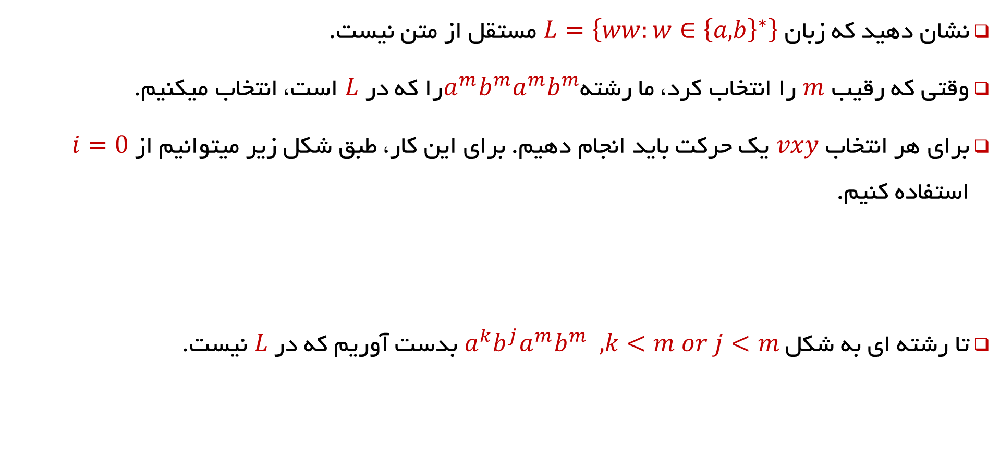 ❑ نشان دهید که زبان L = {ww: w ∈ {a,b}*} مستقل از متن نیست.
❑ وقتی که رقیب m را انتخاب کرد، ما رشته aᵐbᵐaᵐbᵐ را که در L است، انتخاب میکنیم.
❑ برای هر انتخاب vxy یک حرکت باید انجام دهیم. برای این کار، طبق شکل زیر میتوانیم از i = 0
استفاده کنیم.
❑ تا رشته ای به شکل aᵏbʲaᵐbᵐ ,k < m or j < m بدست آوریم که در L نیست.